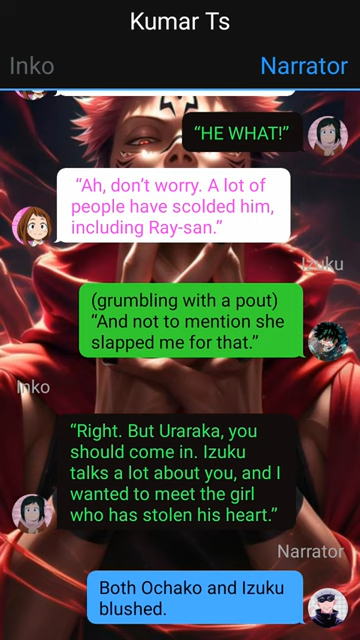 Kumar Ts
Inko
Narrator
“HE WHAT!”
“Ah, don’t worry. A lot of
people have scolded him,
including Ray-san.”
Izuku
(grumbling with a pout)
“And not to mention she
slapped me for that.”
Inko
“Right. But Uraraka, you
should come in. Izuku
talks a lot about you, and I
wanted to meet the girl
who has stolen his heart.”
Narrator
Both Ochako and Izuku
blushed.